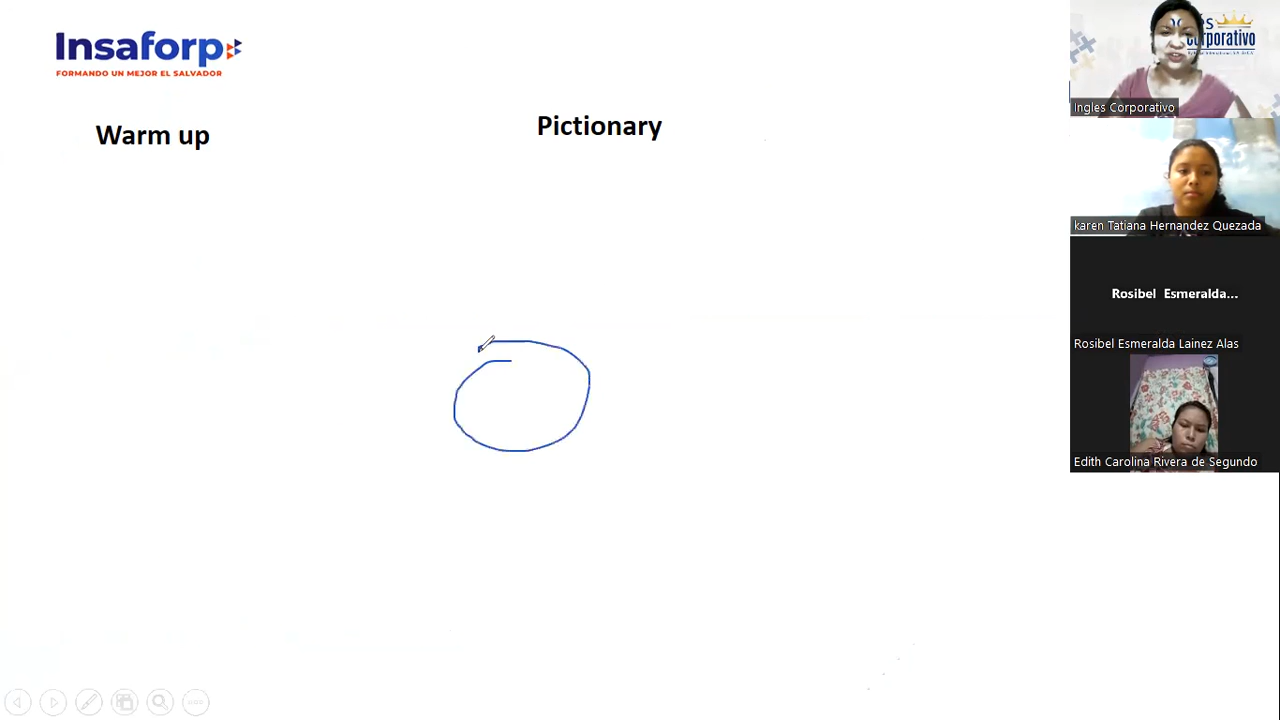 Insaforp
FORMANDO UN MEJOR EL SALVADOR
Warm up
Pictionary
corporativo
Ingles Corporativo
karen Tatiana Hernandez Quezada
Rosibel Esmeralda...
Rosibel Esmeralda Lainez Alas
Edith Carolina Rivera de Segundo